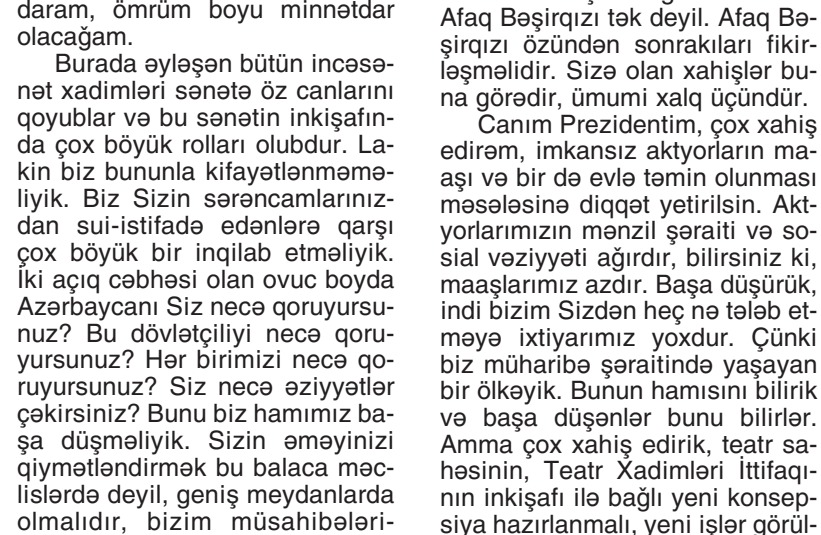 daram, ömrüm boyu minnətdar
olacağam.
Burada əyləşən bütün incəsə-
nət xadimləri sənətə öz canlarını
qoyublar və bu sənətin inkişafın-
da çox böyük rolları olubdur. La-
kin biz bununla kifayətlənməmə-
liyik. Biz Sizin sərəncamlarınız-
dan sui-istifadə edənlərə qarşı
çox böyük bir inqilab etməliyik.
İki açıq cəbhəsi olan ovuc boyda
Azərbaycanı Siz necə qoruyursu-
nuz? Bu dövlətçiliyi necə qoru-
yursunuz? Hər birimizi necə qo-
ruyursunuz? Siz necə əziyyətlər
çəkirsiniz? Bunu biz hamımız ba-
şa düşməliyik. Sizin əməyinizi
qiymətləndirmək bu balaca məc-
lislərdə deyil, geniş meydanlarda
olmalıdır, bizim müsahibələri-
Afaq Bəşirqızı tək deyil. Afaq Bə-
şirqızı özündən sonrakıları fikir-
ləşməlidir. Sizə olan xahişlər bu-
na görədir, ümumi xalq üçündür.
Canım Prezidentim, çox xahiş
edirəm, imkansız aktyorların ma-
aşı və bir də evlə təmin olunması
məsələsinə diqqət yetirilsin. Akt-
yorlarımızın mənzil şəraiti və so-
sial vəziyyəti ağırdır, bilirsiniz ki,
maaşlarımız azdır. Başa düşürük,
indi bizim Sizdən heç nə tələb et-
məyə ixtiyarımız yoxdur. Çünki
biz müharibə şəraitində yaşayan
bir ölkəyik. Bunun hamısını bilirik
və başa düşənlər bunu bilirlər.
Amma çox xahiş edirik, teatr sa-
həsinin, Teatr Xadimləri İttifaqı-
nın inkişafı ilə bağlı yeni konsep-
siya hazırlanmalı, yeni işlər görül-